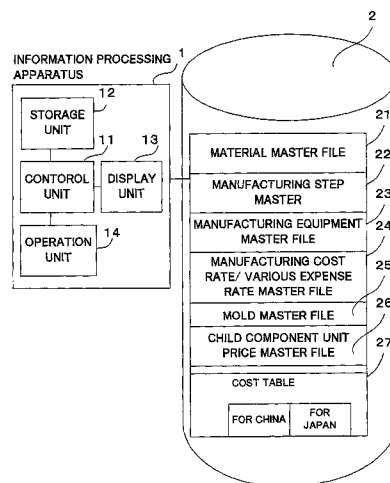 2
INFORMATION PROCESSING
APPARATUS
1
12
STORAGE
UNIT
11
13
CONTOROL
UNIT
DISPLAY
UNIT
14
OPERATION
UNIT
21
MATERIAL MASTER FILE
22
MANUFACTURING STEP
MASTER
23
MANUFACTURING EQUIPMENT
MASTER FILE
24
MANUFACTURING COST
RATE/ VARIOUS EXPENSE
RATE MASTER FILE
25
MOLD MASTER FILE
26
CHILD COMPONENT UNIT
PRICE MASTER FILE
27
COST TABLE
FOR CHINA
FOR
JAPAN